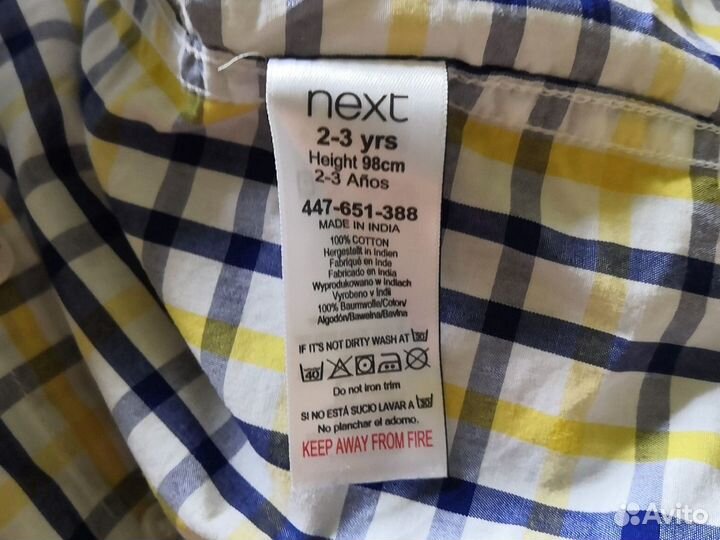 next
2-3 yrs
Height 98cm
2-3 Años
447-651-388
MADE IN INDIA
100% COTTON
Hergestellt in Indien
Fabriqué en Inde
Fabricado en India
Wyprodukowano w Indiach
Vyrobeno v Indii
100% Baumwolle/Coton/
Algodón/Bawełna/Bavlna
IF IT'S NOT DIRTY WASH AT 30
40
Do not iron trim
SI NO ESTÁ SUCIO LAVAR A 30
No planchar el adorno.
KEEP AWAY FROM FIRE
Avito